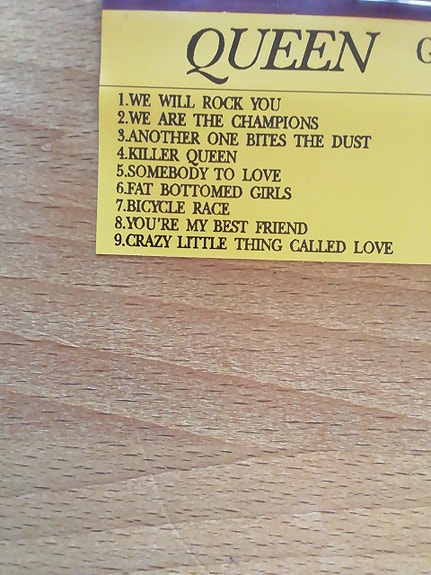 QUEEN G
1.WE WILL ROCK YOU
2.WE ARE THE CHAMPIONS
3.ANOTHER ONE BITES THE DUST
4.KILLER QUEEN
5.SOMEBODY TO LOVE
6.FAT BOTTOMED GIRLS
7.BICYCLE RACE
8.YOU'RE MY BEST FRIEND
9.CRAZY LITTLE THING CALLED LOVE